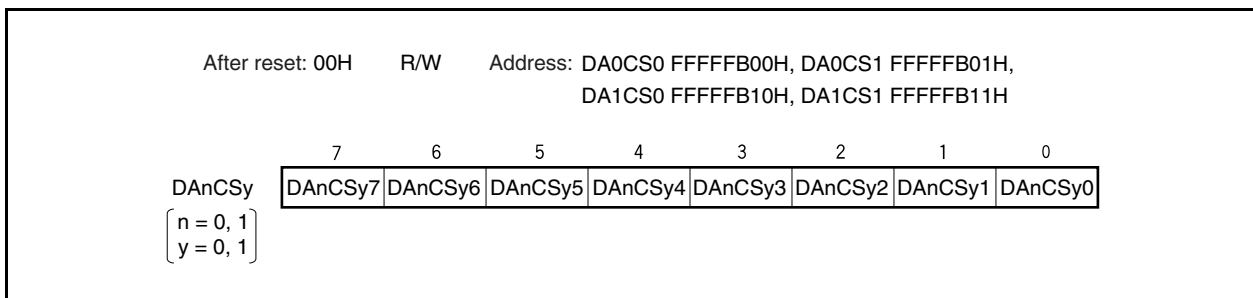 After reset: 00H R/W Address: DA0CS0 FFFFFB00H, DA0CS1 FFFFFB01H,
DA1CS0 FFFFFB10H, DA1CS1 FFFFFB11H
7 6 5 4 3 2 1 0
DAnCSy DAnCSy7 DAnCSy6 DAnCSy5 DAnCSy4 DAnCSy3 DAnCSy2 DAnCSy1 DAnCSy0
n = 0, 1
y = 0, 1